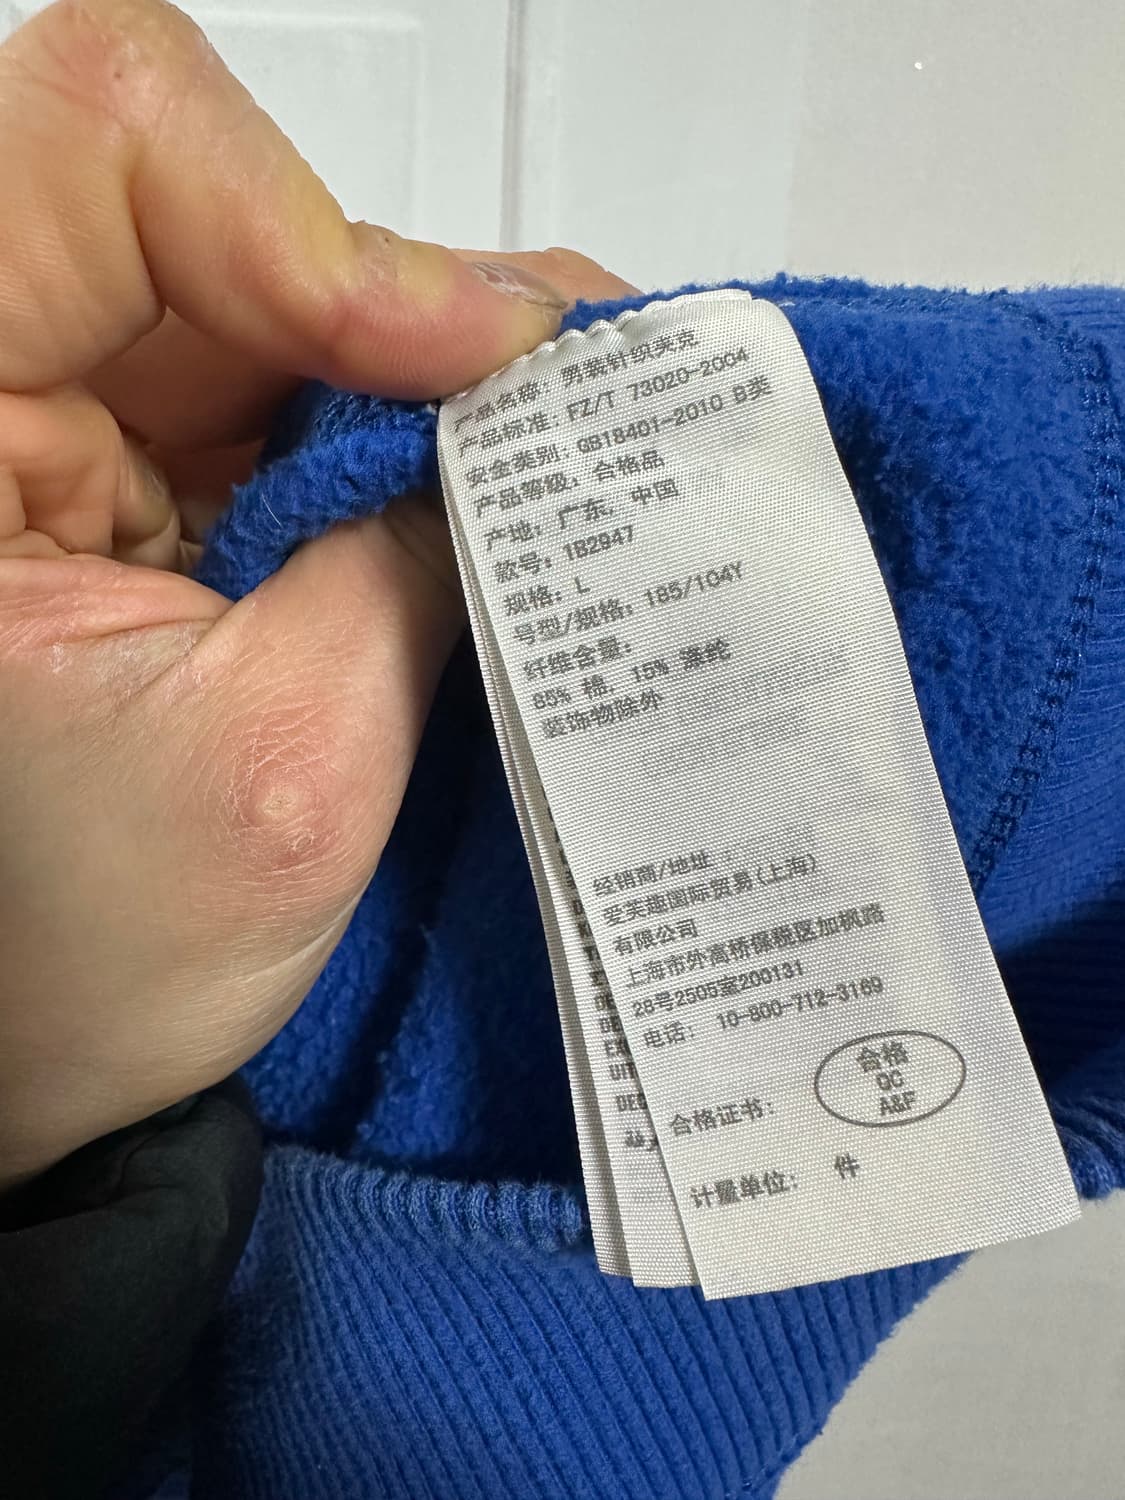 产品名称: 男装针织夹克
产品标准: FZ/T 73020-2004
安全类别: GB18401-2010 B类
产品等级: 合格品
产地: 广东, 中国
款号: 1B2947
规格: L
号型/规格: 185/104Y
纤维含量:
85% 棉, 15% 涤纶
装饰物除外
经销商/地址 :
爱芙趣国际贸易(上海)
有限公司
上海市外高桥保税区加枫路
28号2505室200131
电话: 10-800-712-3169
合格证书:
合格
QC
A&F
计量单位: 件